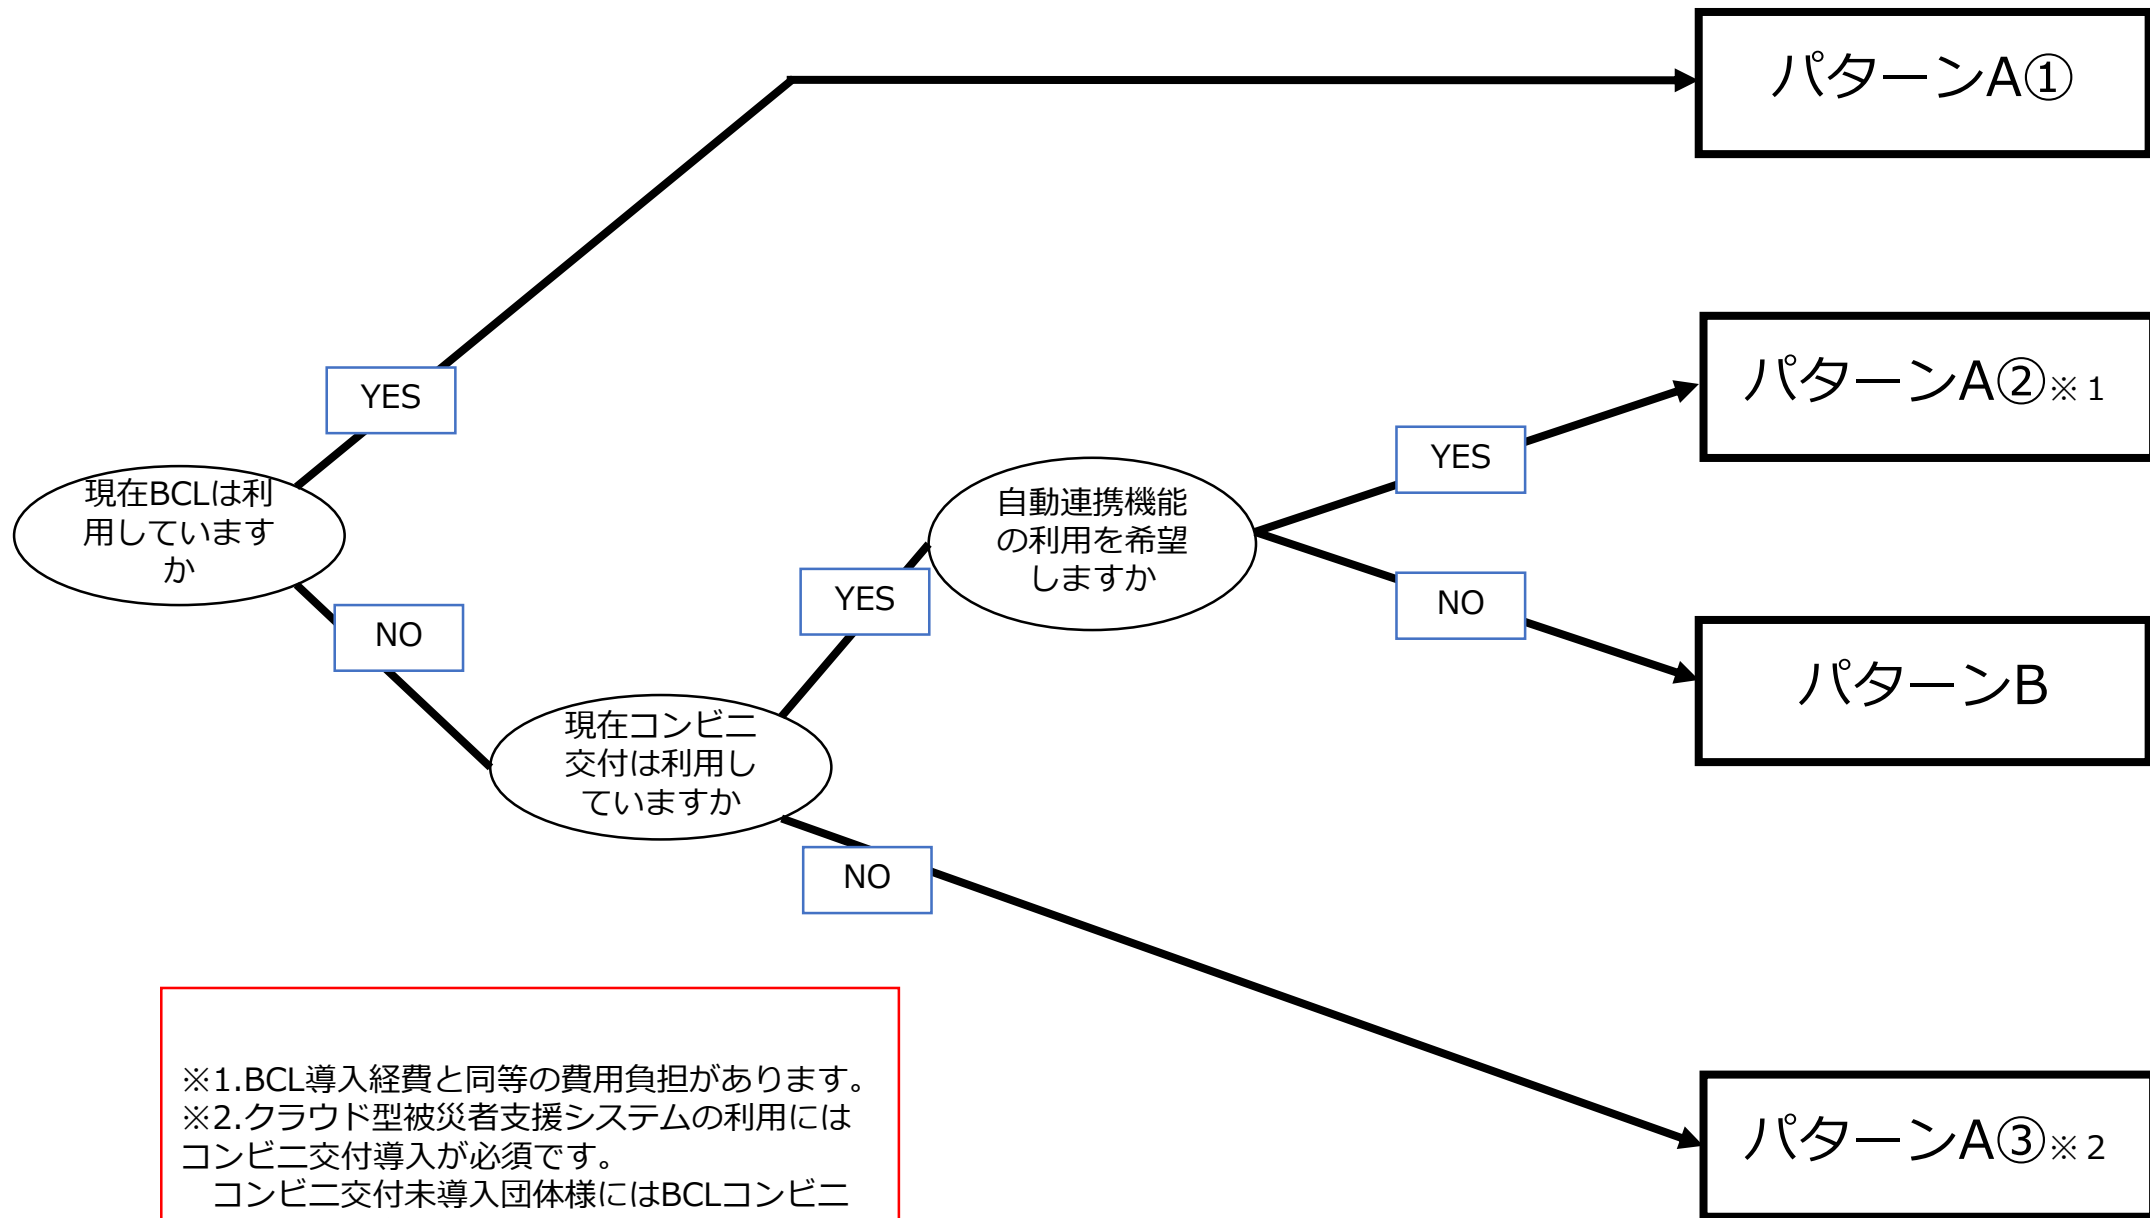 パターンA①
パターンA②※1
YES
YES
現在BCLは利
用しています
か
自動連携機能
の利用を希望
しますか
YES
NO
NO
パターンB
現在コンビニ
交付は利用し
ていますか
NO
※1.BCL導入経費と同等の費用負担があります。
※2.クラウド型被災者支援システムの利用には
コンビニ交付導入が必須です。
　コンビニ交付未導入団体様にはBCLコンビニ
パターンA③※2